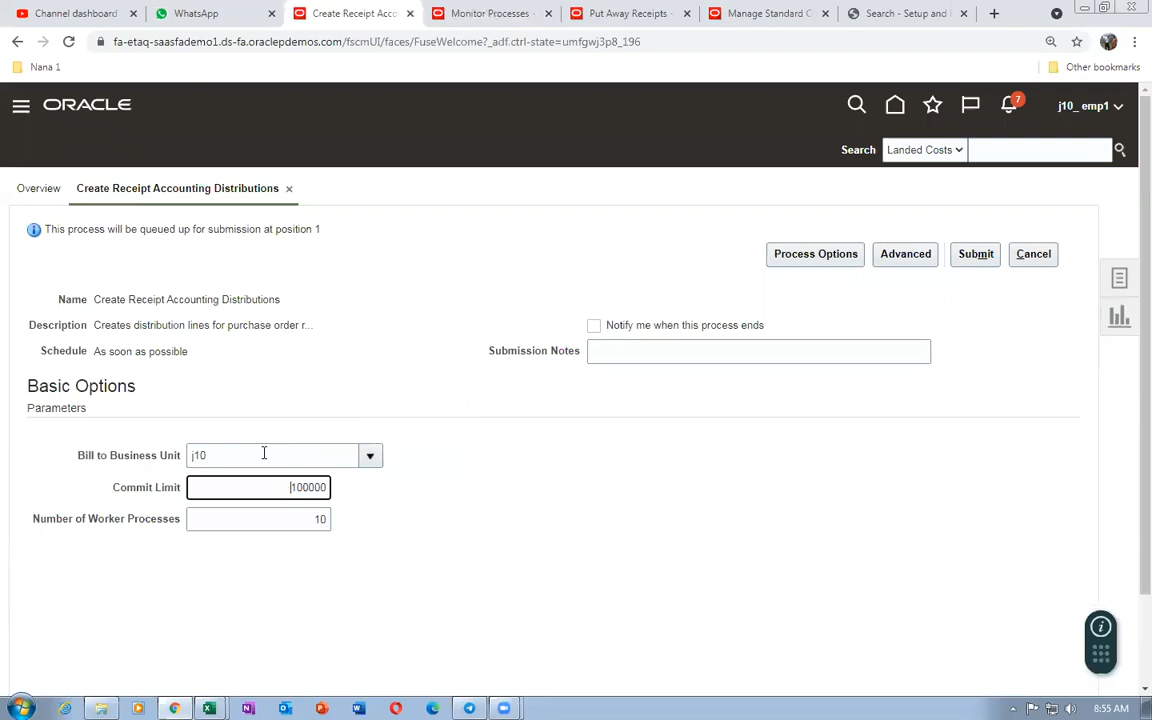 Channel dashboard
WhatsApp
Create Receipt Acco
Monitor Processes -
Put Away Receipts -
Manage Standard C
Search - Setup and
fa-etaq-saasfademo1.ds-fa.oraclepdemos.com/fscmUI/faces/FuseWelcome?_adf.ctrl-state=umfgwj3p8_196
Nana 1
Other bookmarks
ORACLE
7
j10_ emp1
Search
Landed Costs
Overview
Create Receipt Accounting Distributions
This process will be queued up for submission at position 1
Process Options
Advanced
Submit
Cancel
Name Create Receipt Accounting Distributions
Description Creates distribution lines for purchase order r...
Notify me when this process ends
Schedule As soon as possible
Submission Notes
Basic Options
Parameters
Bill to Business Unit j10
Commit Limit 100000
Number of Worker Processes 10
8:55 AM